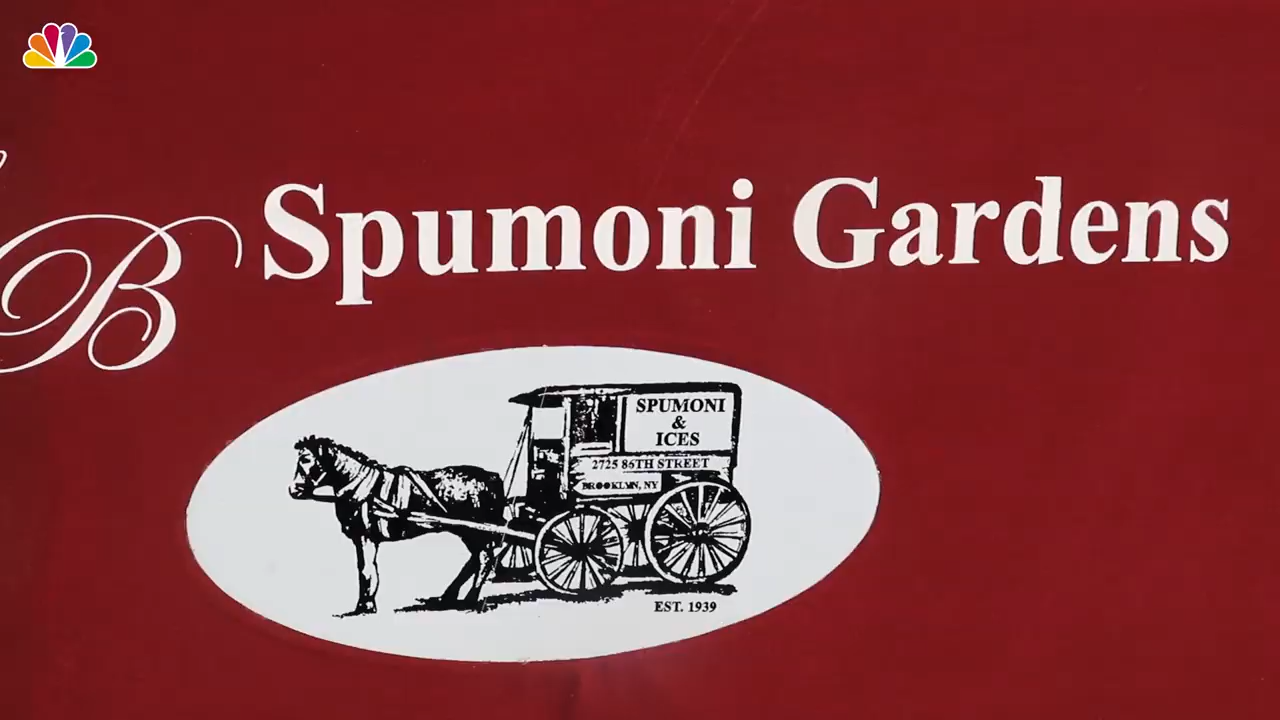 B Spumoni Gardens
SPUMONI
&
ICES
2725 86TH STREET
BROOKLYN, NY
EST. 1939